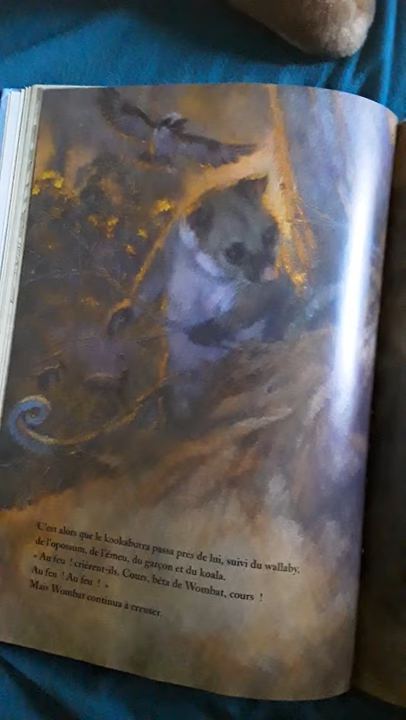 C'est alors que le kookaburra passa près de lui, suivi du wallaby,
de l'opossum, de l'émeu, du garçon et du koala.
« Au feu ! crièrent-ils. Cours, bêta de Wombat, cours !
Au feu ! Au feu ! »
Mais Wombat continua à creuser